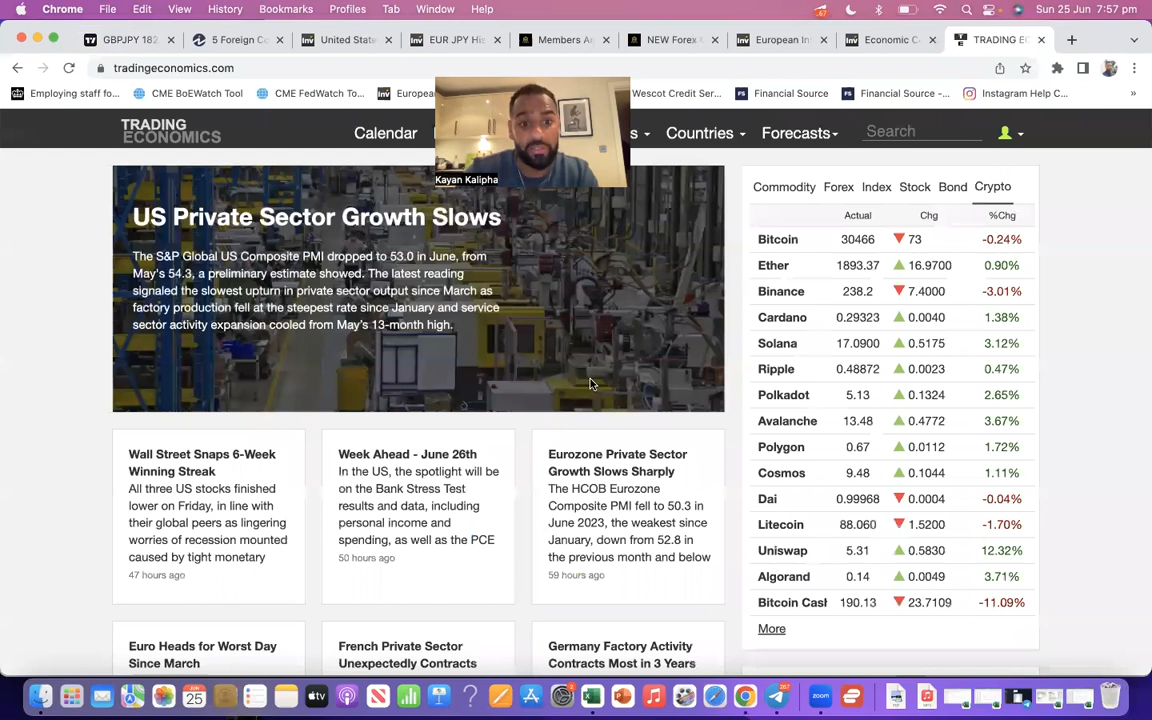 Chrome File Edit View History Bookmarks Profiles Tab Window Help Sun 25 Jun 7:57 pm
GBPJPY 182. 5 Foreign Co United State EUR JPY His Members Ar NEW Forex European In Economic C TRADING EC
tradingeconomics.com
Employing staff fo... CME BoEWatch Tool CME FedWatch To... European Wescot Credit Ser... Financial Source Financial Source -... Instagram Help C... »
TRADING
ECONOMICS
Calendar Countries Forecasts Search
Kayan Kalipha
US Private Sector Growth Slows
The S&P Global US Composite PMI dropped to 53.0 in June, from
May's 54.3, a preliminary estimate showed. The latest reading
signaled the slowest upturn in private sector output since March as
factory production fell at the steepest rate since January and service
sector activity expansion cooled from May's 13-month high.
Wall Street Snaps 6-Week
Winning Streak
All three US stocks finished
lower on Friday, in line with
their global peers as lingering
worries of recession mounted
caused by tight monetary
47 hours ago
Week Ahead - June 26th
In the US, the spotlight will be
on the Bank Stress Test
results and data, including
personal income and
spending, as well as the PCE
50 hours ago
Eurozone Private Sector
Growth Slows Sharply
The HCOB Eurozone
Composite PMI fell to 50.3 in
June 2023, the weakest since
January, down from 52.8 in
the previous month and below
59 hours ago
Euro Heads for Worst Day
Since March
French Private Sector
Unexpectedly Contracts
Germany Factory Activity
Contracts Most in 3 Years
Commodity Forex Index Stock Bond Crypto
Actual Chg %Chg
Bitcoin 30466 73 -0.24%
Ether 1893.37 16.9700 0.90%
Binance 238.2 7.4000 -3.01%
Cardano 0.29323 0.0040 1.38%
Solana 17.0900 0.5175 3.12%
Ripple 0.48872 0.0023 0.47%
Polkadot 5.13 0.1324 2.65%
Avalanche 13.48 0.4772 3.67%
Polygon 0.67 0.0112 1.72%
Cosmos 9.48 0.1044 1.11%
Dai 0.99968 0.0004 -0.04%
Litecoin 88.060 1.5200 -1.70%
Uniswap 5.31 0.5830 12.32%
Algorand 0.14 0.0049 3.71%
Bitcoin Cash 190.13 23.7109 -11.09%
More